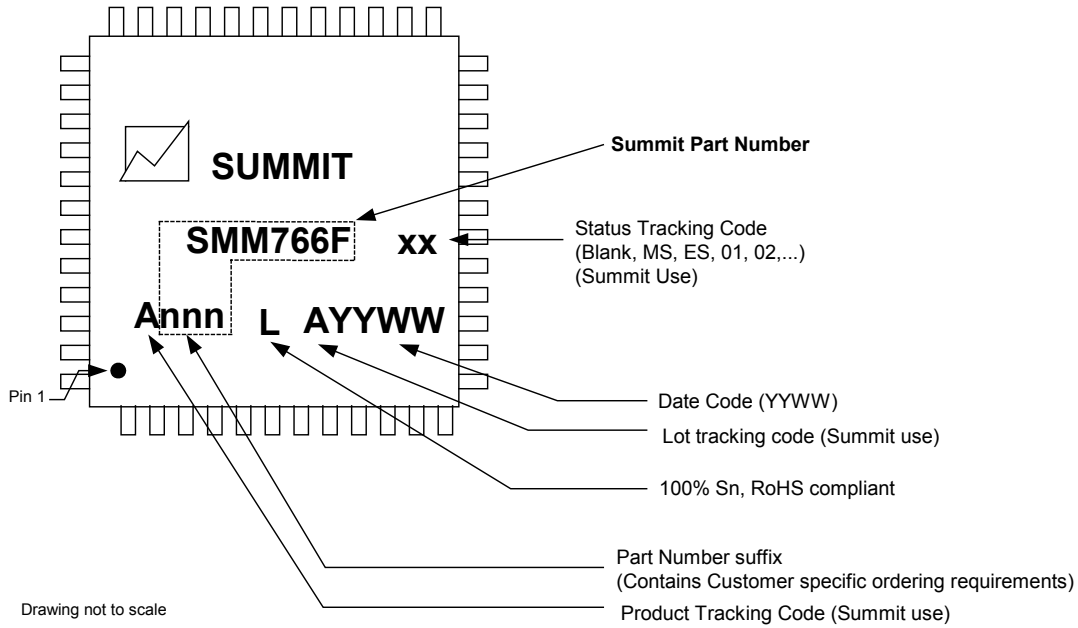 SUMMIT
Summit Part Number
SMM766F
xx
Status Tracking Code
(Blank, MS, ES, 01, 02,...)
(Summit Use)
Annn
L
AYYWW
Pin 1
Date Code (YYWW)
Lot tracking code (Summit use)
100% Sn, RoHS compliant
Part Number suffix
(Contains Customer specific ordering requirements)
Drawing not to scale
Product Tracking Code (Summit use)